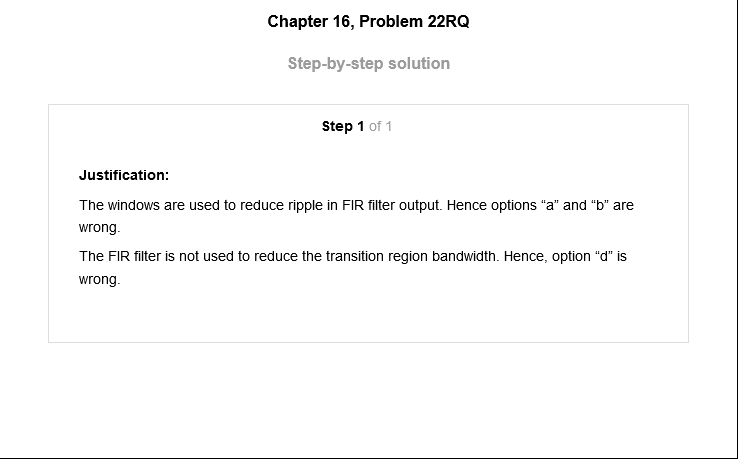 Chapter 16, Problem 22RQ
Step-by-step solution
Step 1 of 1
Justification:
The windows are used to reduce ripple in FIR filter output. Hence options “a” and “b” are
wrong.
The FIR filter is not used to reduce the transition region bandwidth. Hence, option “d” is
wrong.